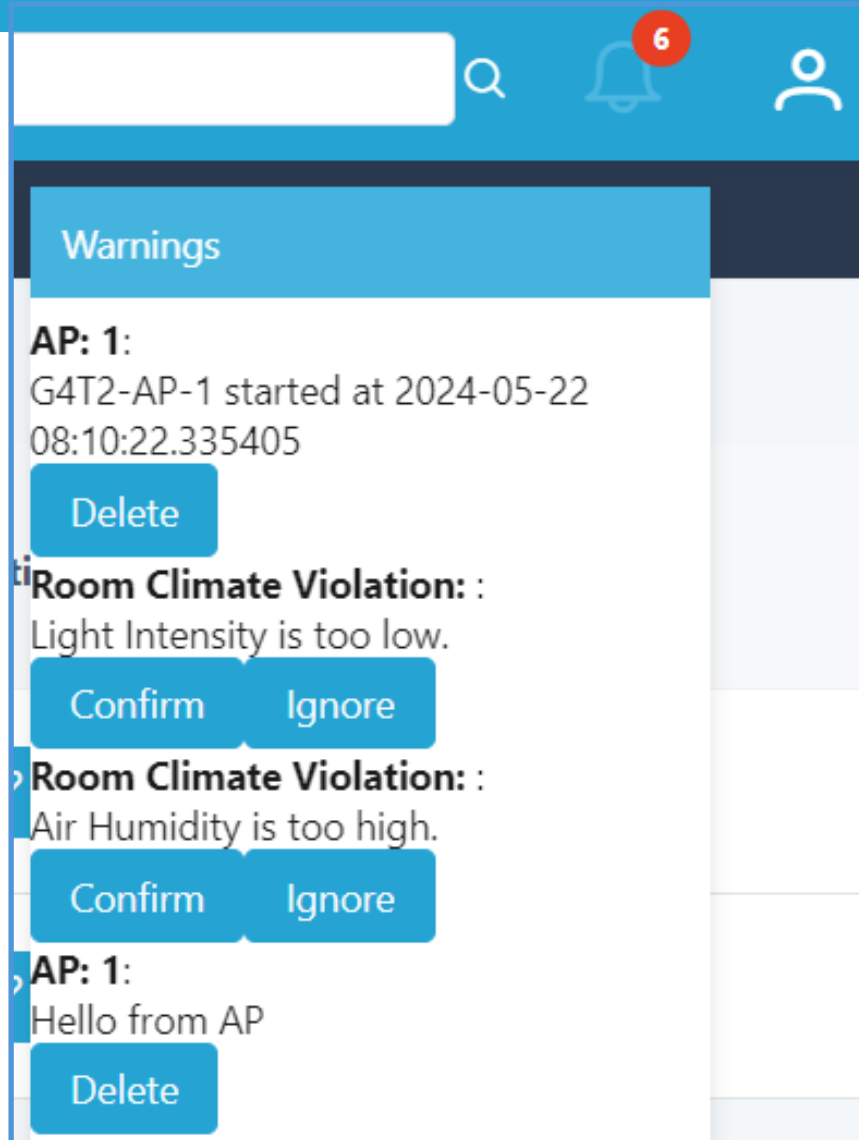 6
Warnings
AP: 1:
G4T2-AP-1 started at 2024-05-22
08:10:22.335405
Delete
Room Climate Violation: :
Light Intensity is too low.
Confirm Ignore
Room Climate Violation: :
Air Humidity is too high.
Confirm Ignore
AP: 1:
Hello from AP
Delete